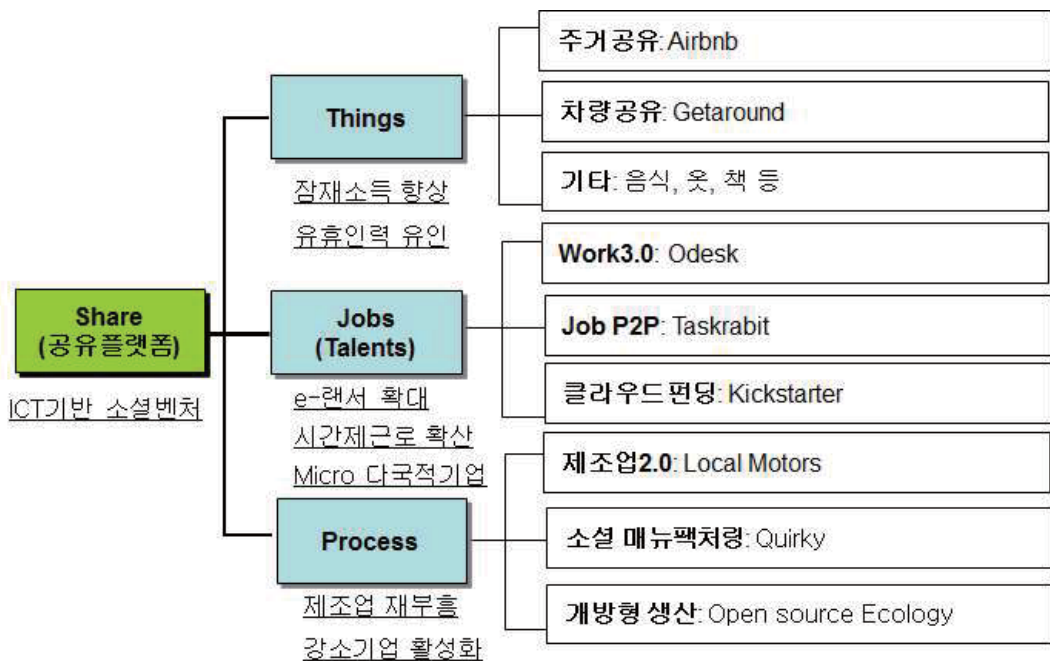 Share
(공유플랫폼)
ICT기반 소셜벤처
Things
잠재소득 향상
유휴인력 유인
주거공유: Airbnb
차량공유: Getaround
기타: 음식, 옷, 책 등
Jobs
(Talents)
e-랜서 확대
시간제근로 확산
Micro 다국적기업
Work3.0: Odesk
Job P2P: Taskrabit
클라우드펀딩: Kickstarter
Process
제조업 재부흥
강소기업 활성화
제조업2.0: Local Motors
소셜 매뉴팩처링: Quirky
개방형 생산: Open source Ecology